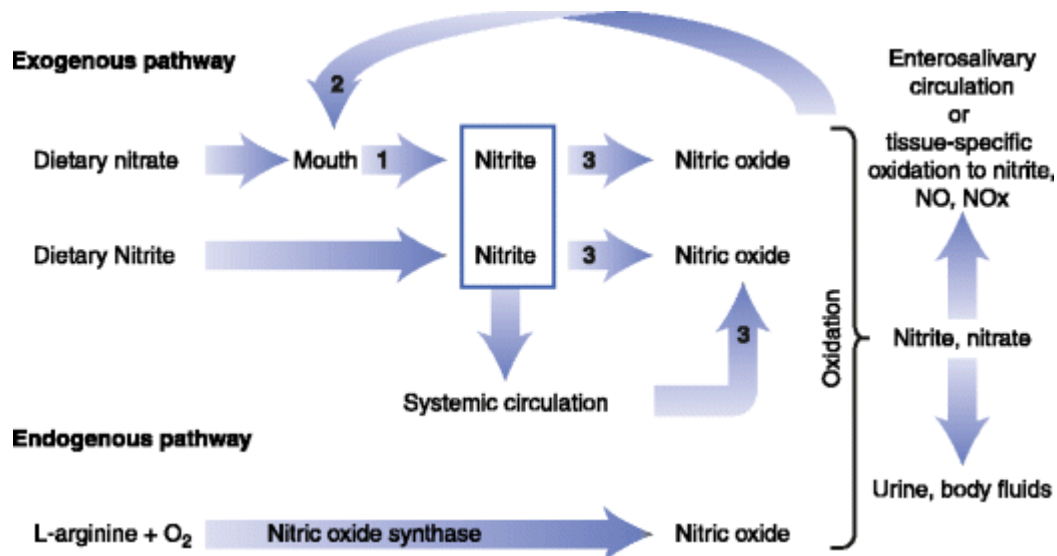 Exogenous pathway
2
Enterosalivary
circulation
or
tissue-specific
oxidation to nitrite,
NO, NOx
Dietary nitrate
Mouth
1
Nitrite
3
Nitric oxide
Dietary Nitrite
Nitrite
3
Nitric oxide
3
Oxidation
Nitrite, nitrate
Systemic circulation
Endogenous pathway
Urine, body fluids
L-arginine + O₂
Nitric oxide synthase
Nitric oxide